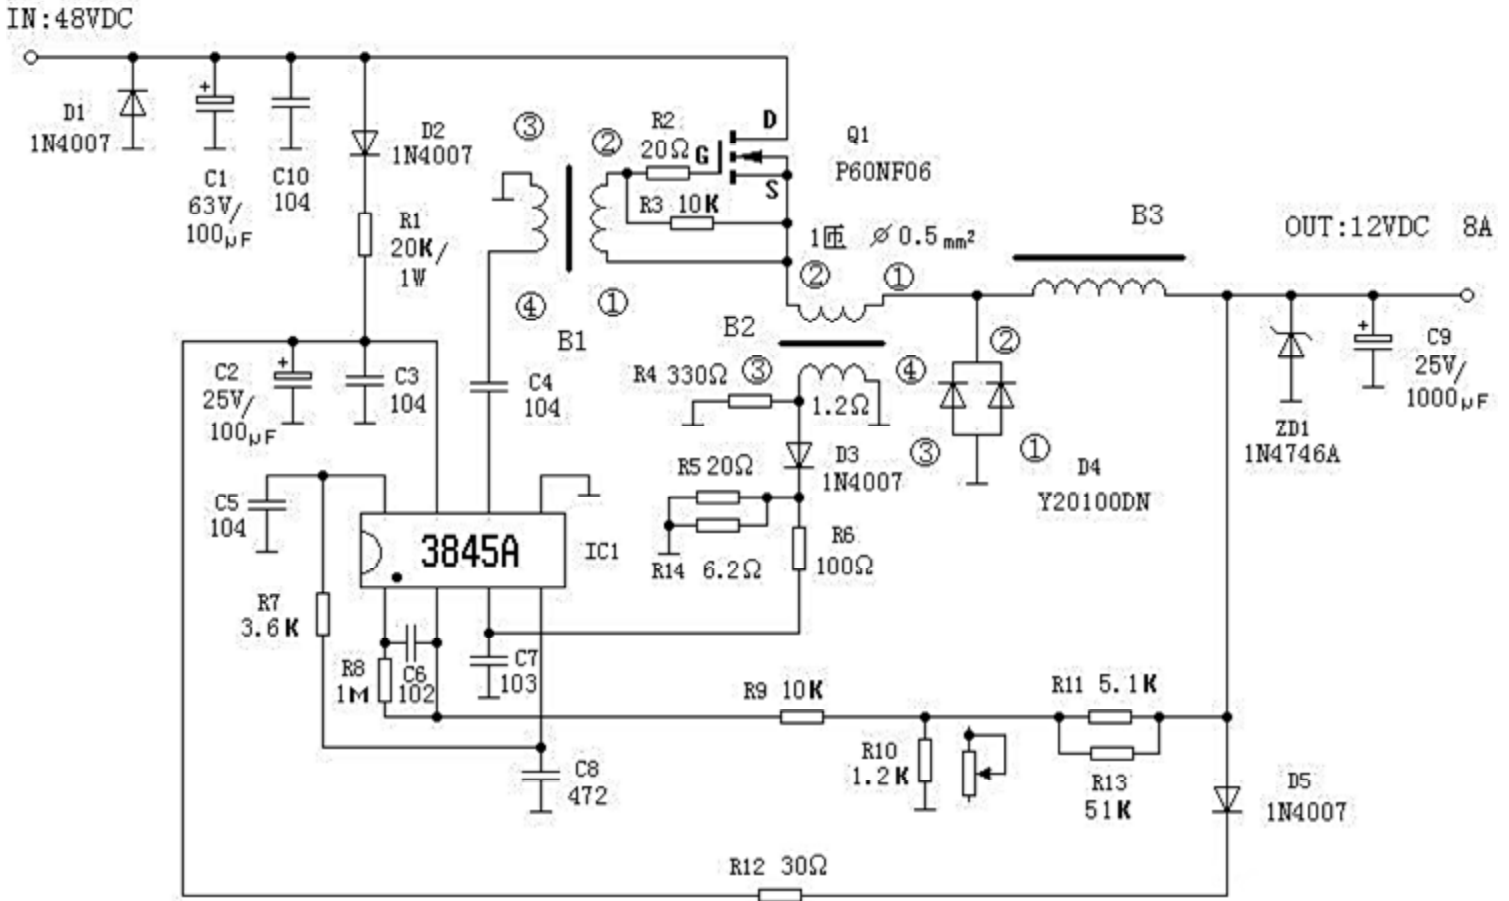 IN:48VDC
D1
1N4007
C1
63V/
100μF
C10
104
D2
1N4007
R1
20K/
1W
③
②
④
①
B1
R2
20Ω
G
D
S
R3 10K
Q1
P60NF06
1匝 ∅0.5mm²
②
①
B2
B3
OUT:12VDC 8A
R4 330Ω
③
④
1.2Ω
D3
1N4007
R5 20Ω
R14 6.2Ω
R6
100Ω
②
③
①
D4
Y20100DN
ZD1
1N4746A
C9
25V/
1000μF
C2
25V/
100μF
C3
104
C4
104
C5
104
3845A
IC1
R7
3.6K
R8
1M
C6
102
C7
103
C8
472
R9 10K
R10
1.2K
R11 5.1K
R13
51K
D5
1N4007
R12 30Ω